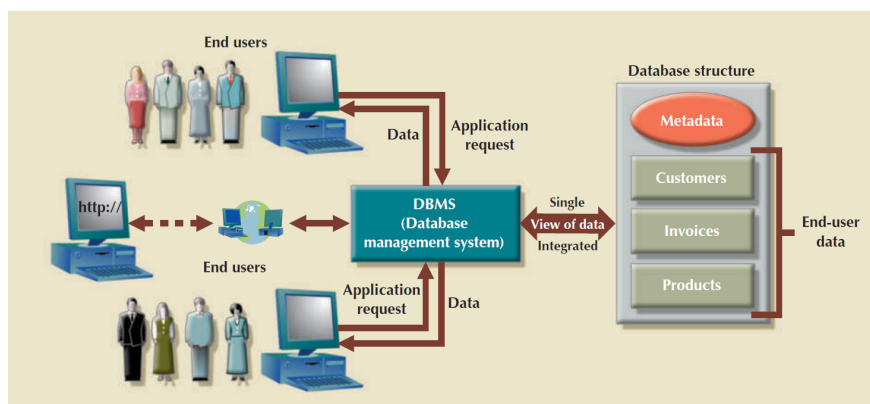 End users
Database structure
Metadata
Data
Application
request
Customers
http://
DBMS
(Database
management system)
Single
View of data
Integrated
Invoices
End-user
data
End users
Products
Application
request
Data